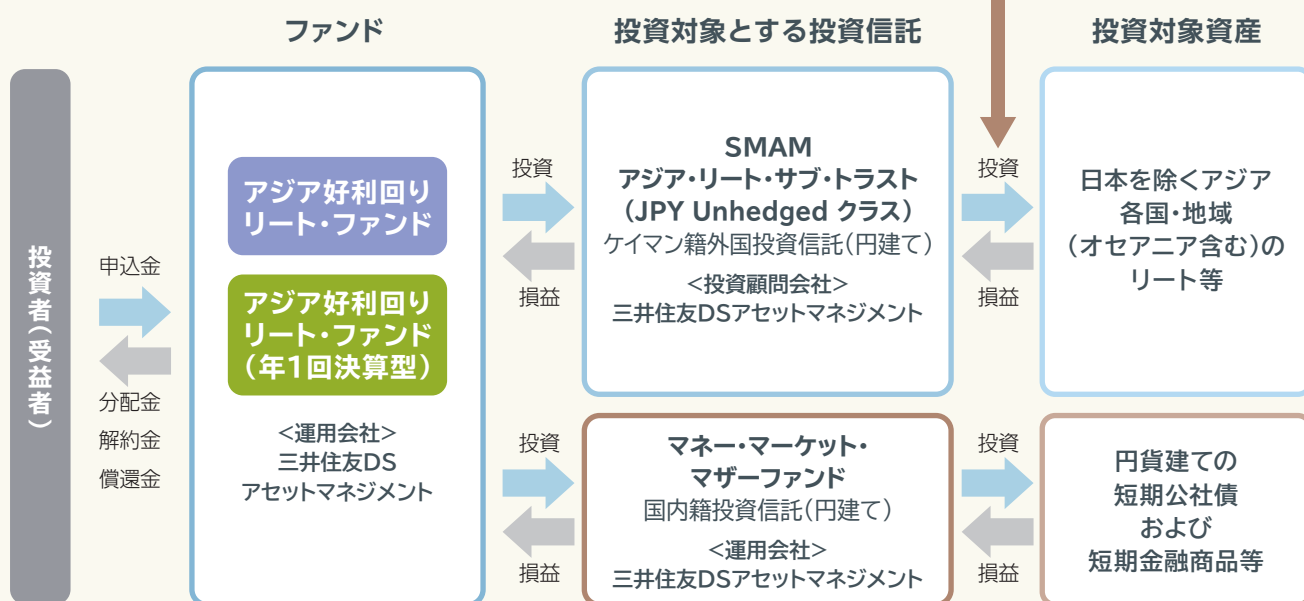 ファンド
投資対象とする投資信託
投資対象資産
投資者(受益者)
申込金
分配金
解約金
償還金
アジア好利回り
リート・ファンド
アジア好利回り
リート・ファンド
(年1回決算型)
<運用会社>
三井住友DS
アセットマネジメント
投資
損益
SMAM
アジア・リート・サブ・トラスト
(JPY Unhedged クラス)
ケイマン籍外国投資信託(円建て)
<投資顧問会社>
三井住友DSアセットマネジメント
投資
損益
日本を除くアジア
各国・地域
(オセアニア含む)の
リート等
投資
損益
マネー・マーケット・
マザーファンド
国内籍投資信託(円建て)
<運用会社>
三井住友DSアセットマネジメント
投資
損益
円貨建ての
短期公社債
および
短期金融商品等